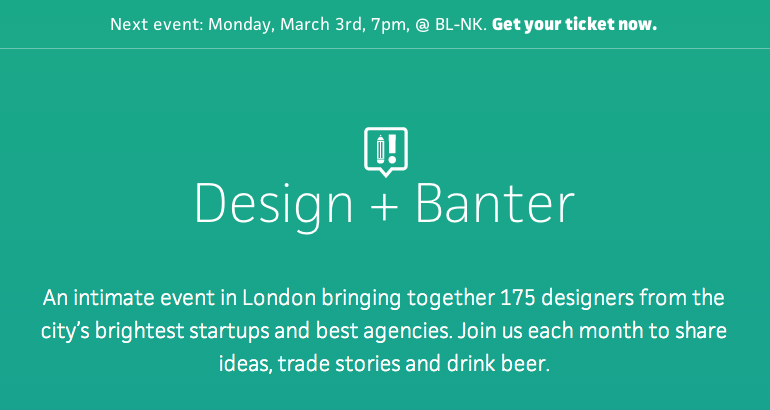 Next event: Monday, March 3rd, 7pm, @ BL-NK. Get your ticket now.
Design + Banter
An intimate event in London bringing together 175 designers from the
city’s brightest startups and best agencies. Join us each month to share
ideas, trade stories and drink beer.